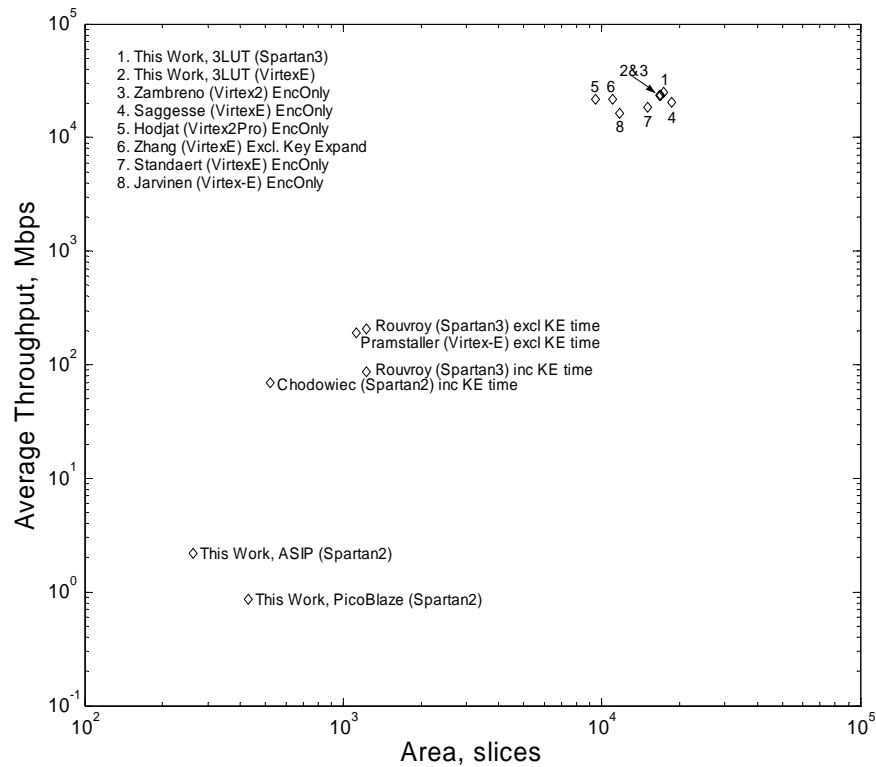 10^5
1. This Work, 3LUT (Spartan3)
2. This Work, 3LUT (VirtexE)
3. Zambreno (Virtex2) EncOnly
4. Saggesse (VirtexE) EncOnly
5. Hodjat (Virtex2Pro) EncOnly
6. Zhang (VirtexE) Excl. Key Expand
7. Standaert (VirtexE) EncOnly
8. Jarvinen (Virtex-E) EncOnly
2&3
1
5 6
8 7 4
10^4
10^3
Rouvroy (Spartan3) excl KE time
Pramstaller (Virtex-E) excl KE time
10^2
Rouvroy (Spartan3) inc KE time
Chodowiec (Spartan2) inc KE time
10^1
This Work, ASIP (Spartan2)
10^0
This Work, PicoBlaze (Spartan2)
10^-1
Average Throughput, Mbps
10^2 10^3 10^4 10^5
Area, slices